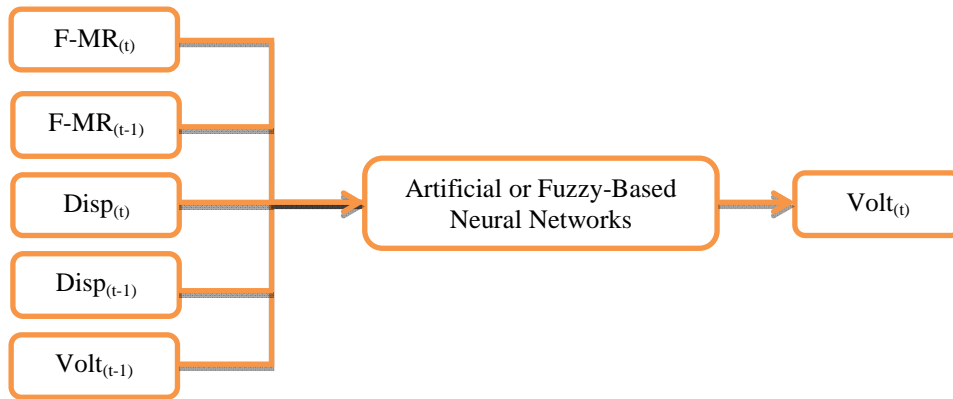 F-MR(t)
F-MR(t-1)
Disp(t)
Disp(t-1)
Volt(t-1)
Artificial or Fuzzy-Based
Neural Networks
Volt(t)